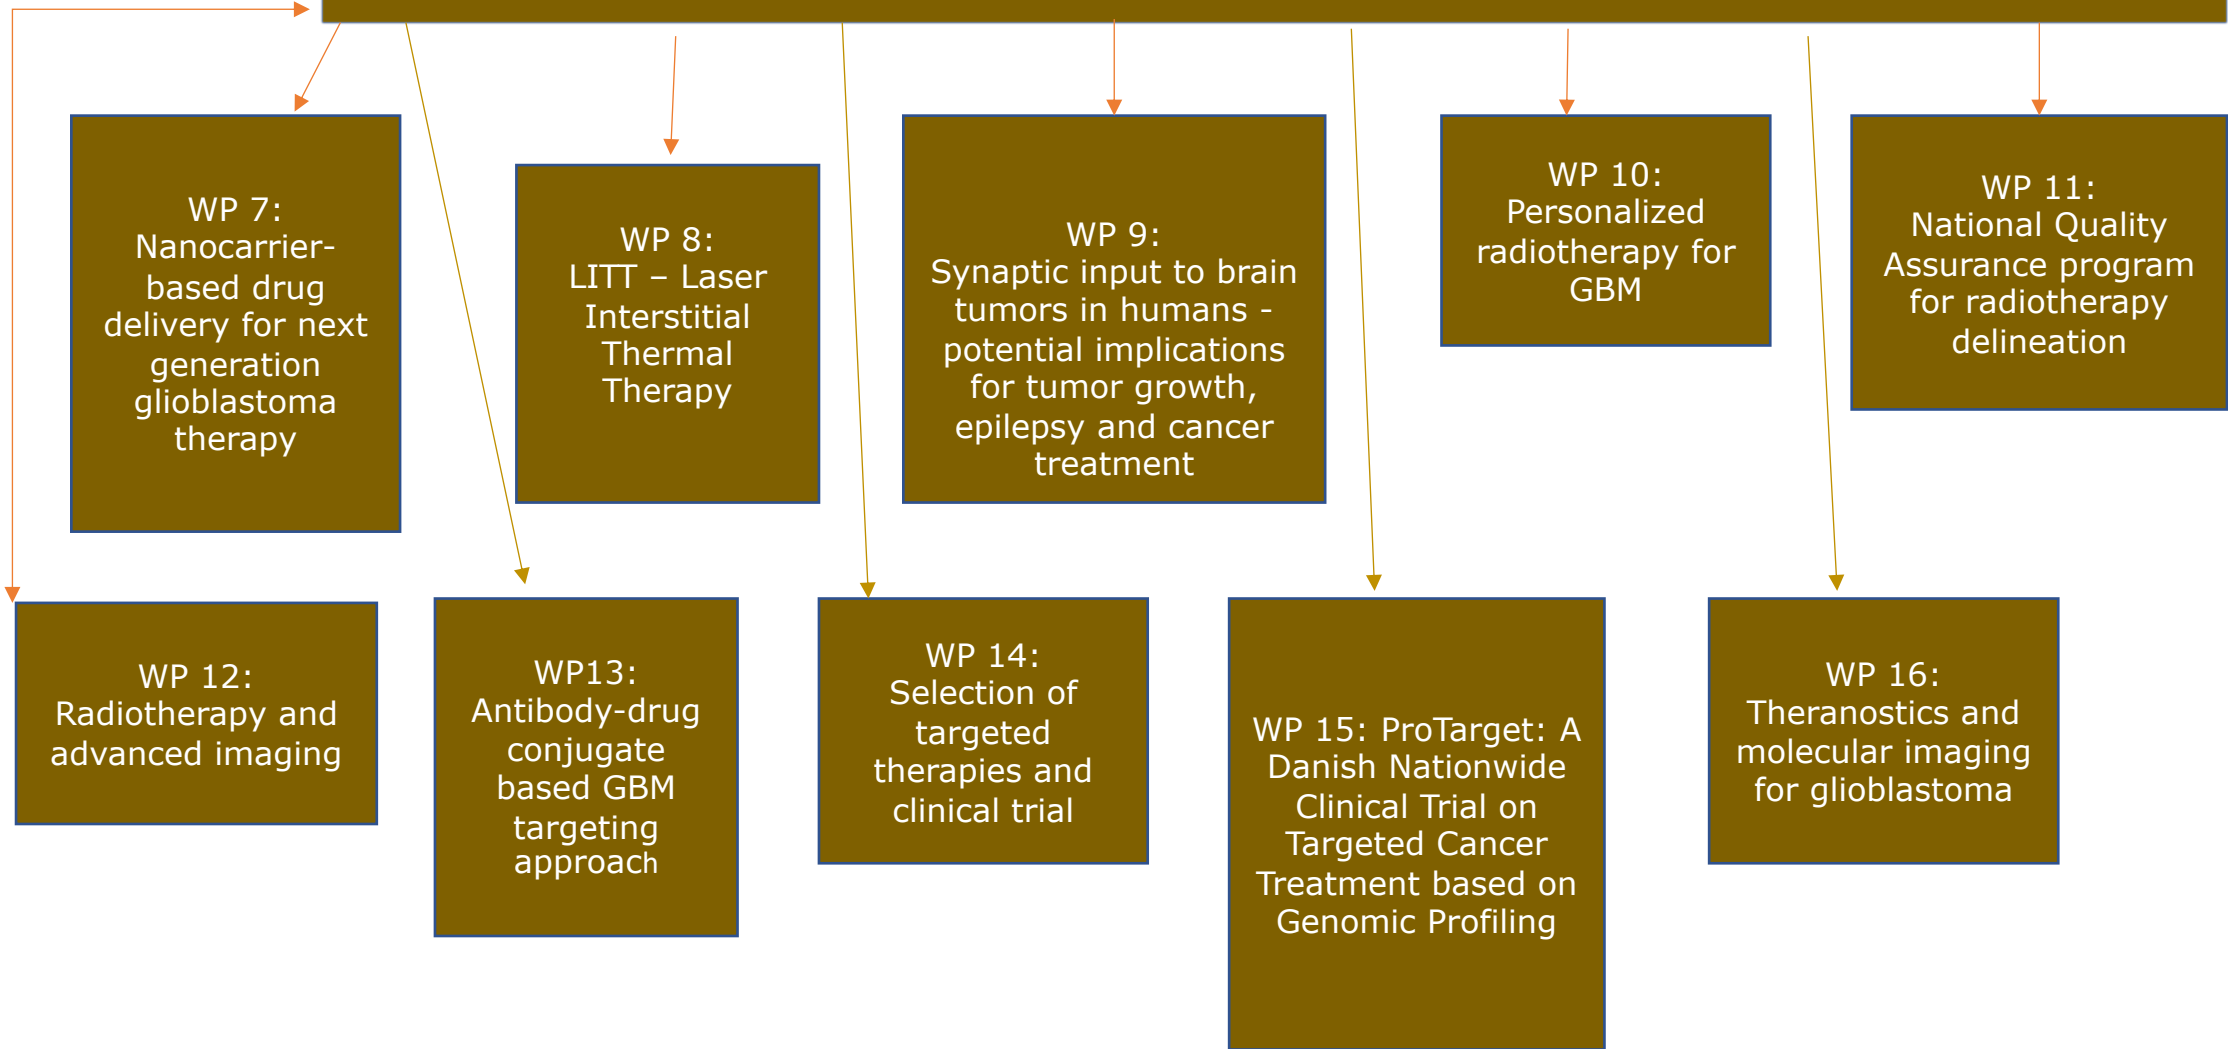 WP 7:
Nanocarrier-
based drug
delivery for next
generation
glioblastoma
therapy
WP 8:
LITT – Laser
Interstitial
Thermal
Therapy
WP 9:
Synaptic input to brain
tumors in humans -
potential implications
for tumor growth,
epilepsy and cancer
treatment
WP 10:
Personalized
radiotherapy for
GBM
WP 11:
National Quality
Assurance program
for radiotherapy
delineation
WP 12:
Radiotherapy and
advanced imaging
WP13:
Antibody-drug
conjugate
based GBM
targeting
approach
WP 14:
Selection of
targeted
therapies and
clinical trial
WP 15: ProTarget: A
Danish Nationwide
Clinical Trial on
Targeted Cancer
Treatment based on
Genomic Profiling
WP 16:
Theranostics and
molecular imaging
for glioblastoma